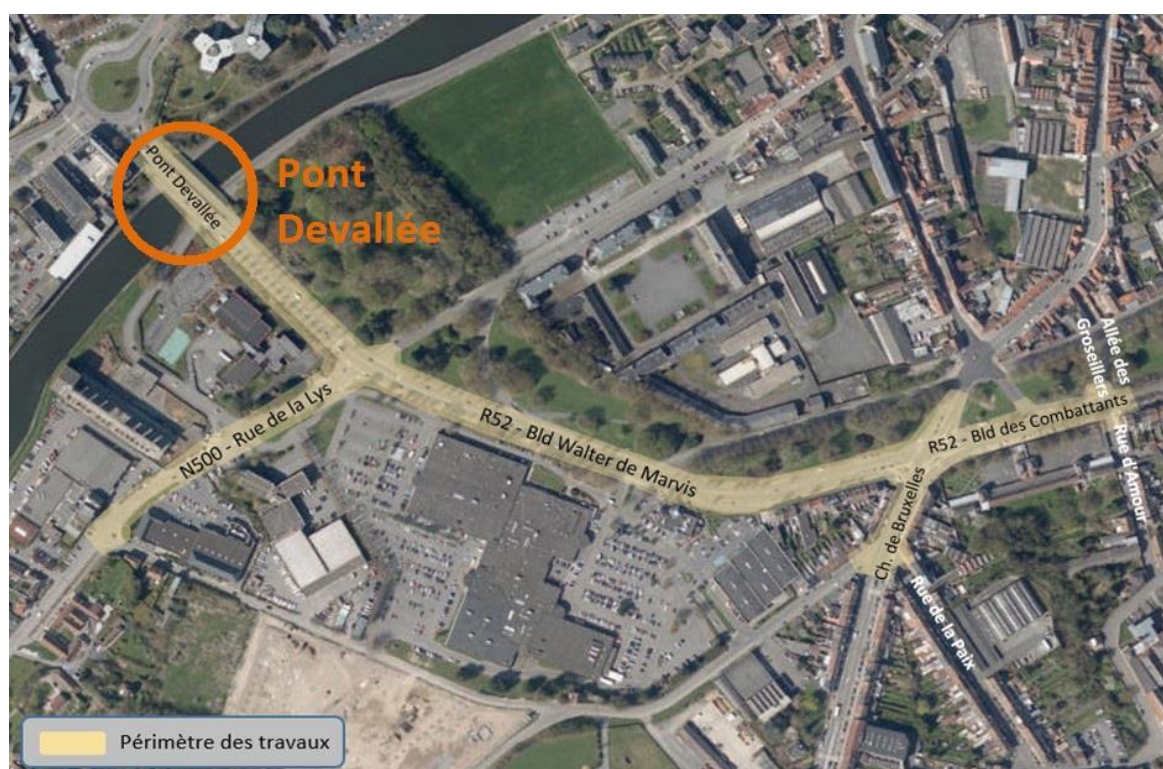 Pont Devallée
Pont
Devallée
N500 - Rue de la Lys
R52 - Bld Walter de Marvis
R52 - Bld des Combattants
Allée des
Groseillers
Rue d'Amour
Ch. de Bruxelles
Rue de la Paix
Périmètre des travaux